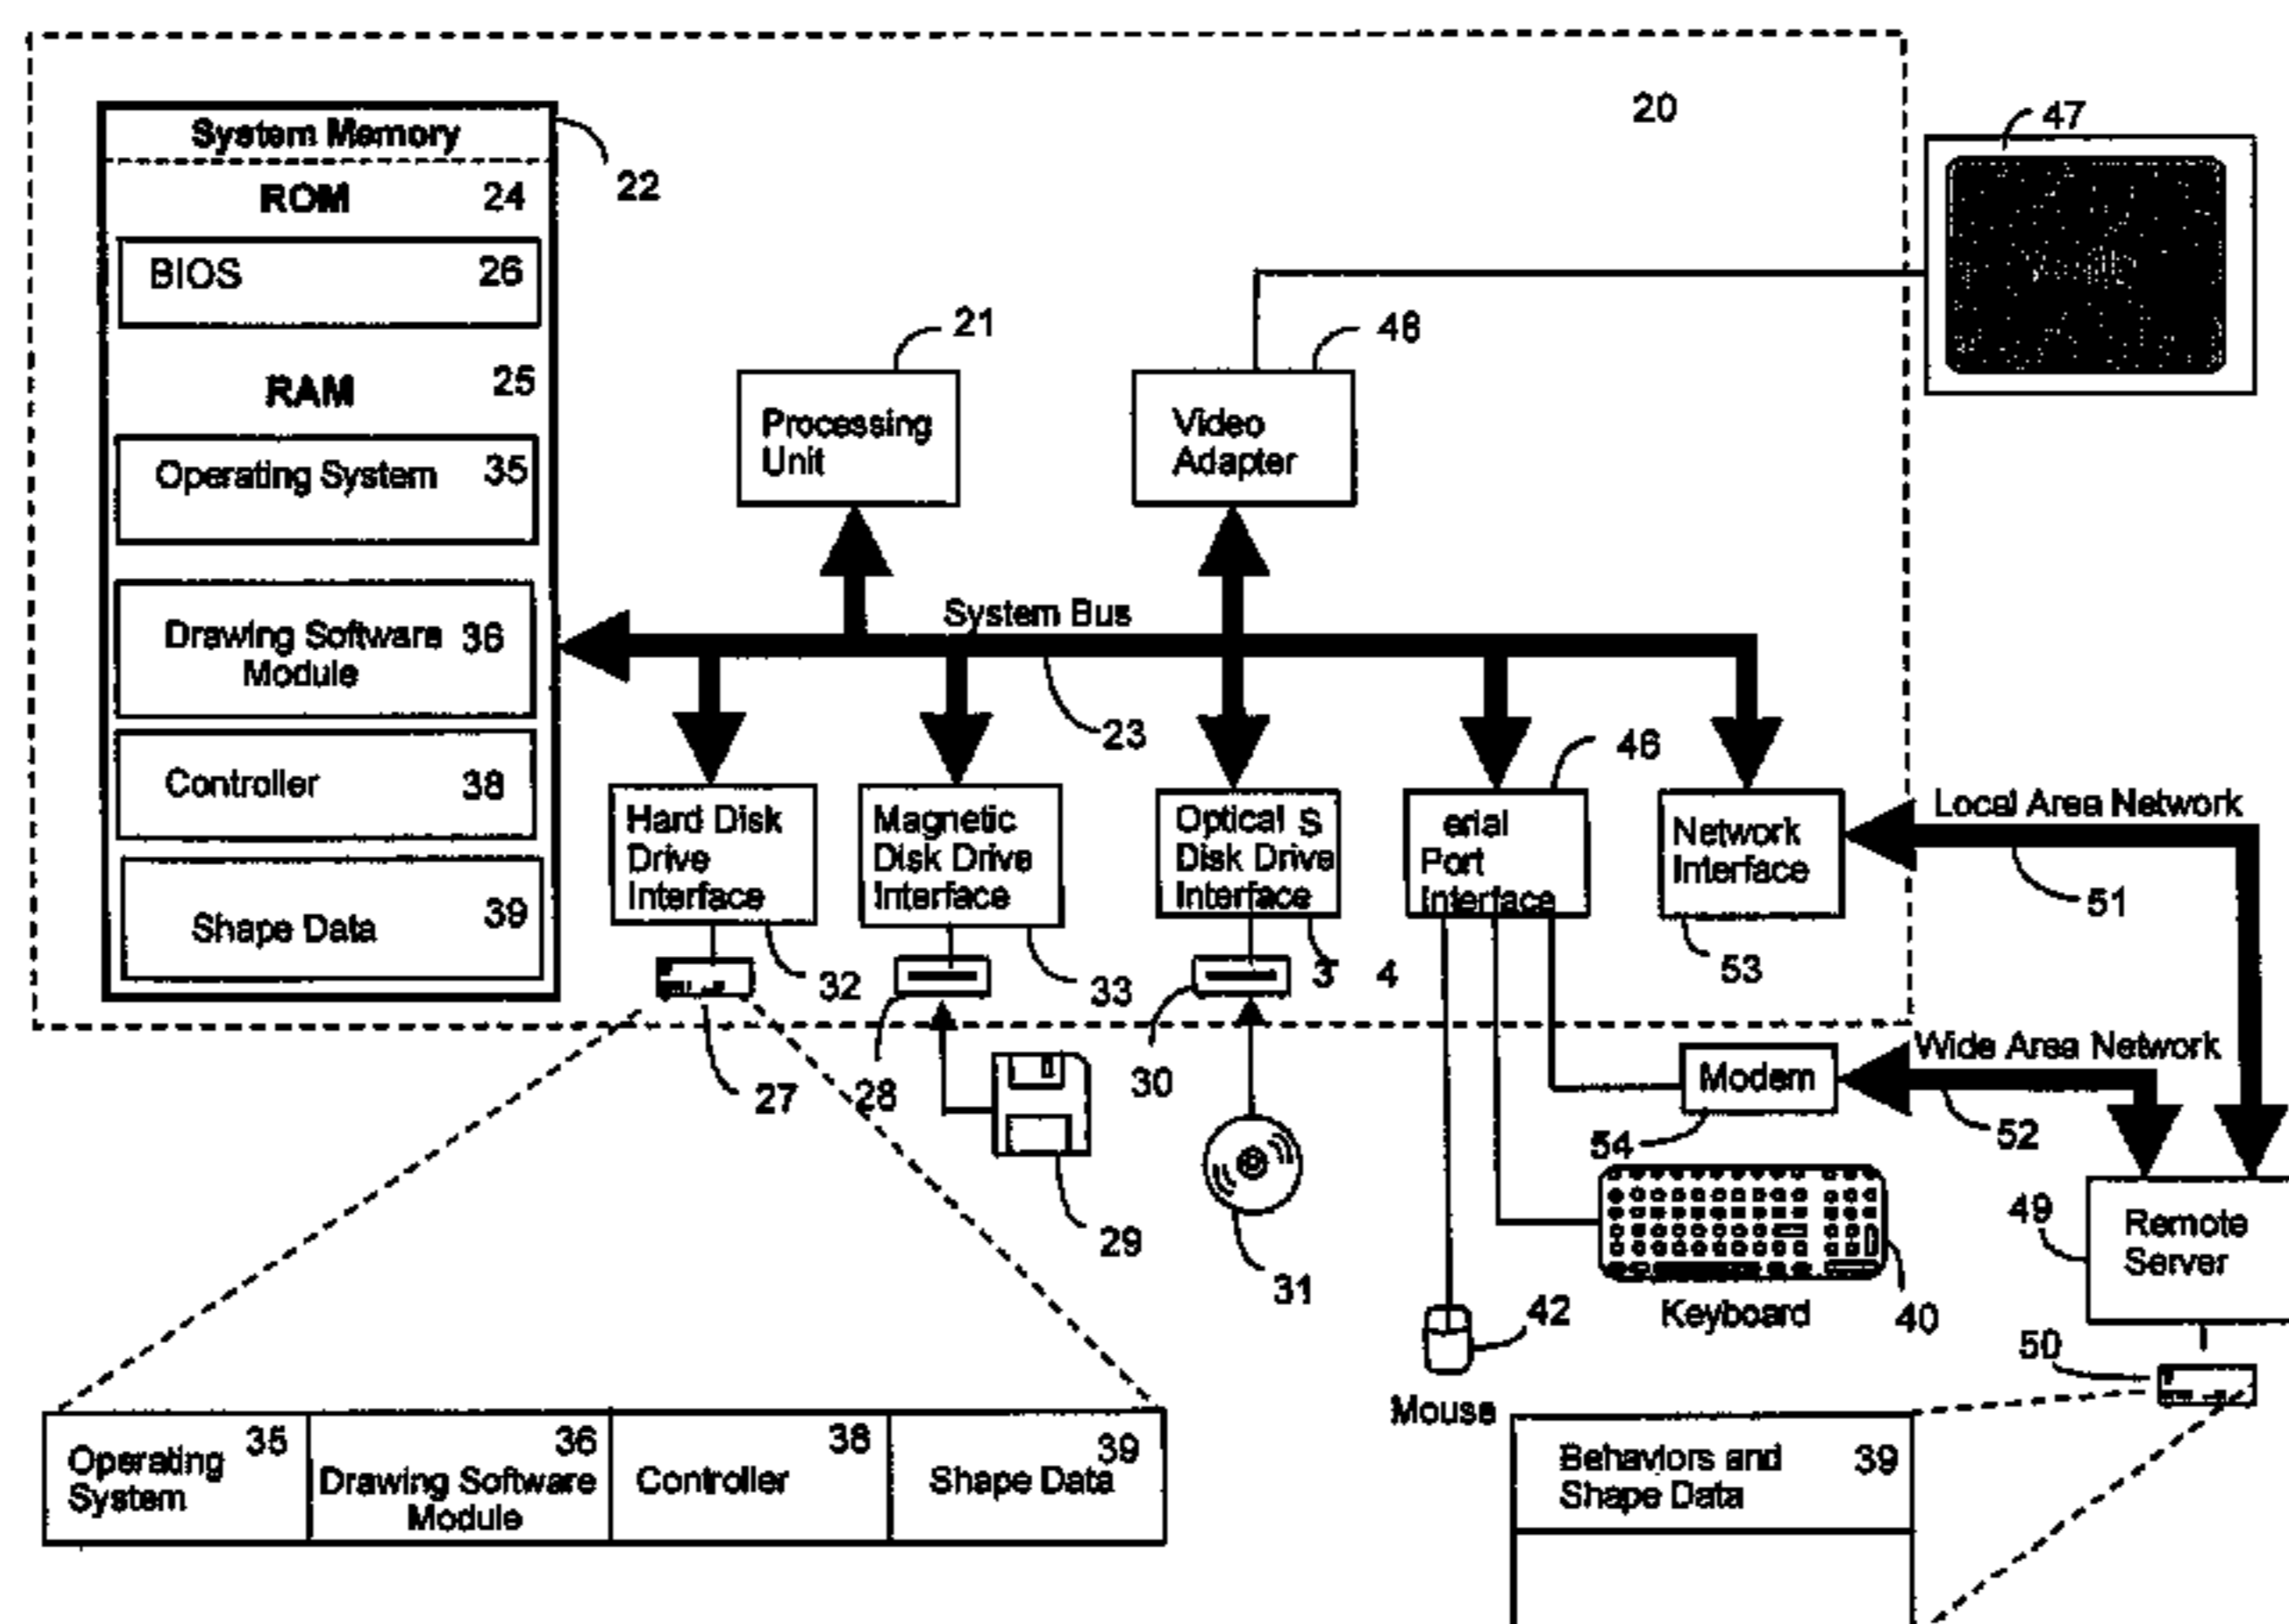 20
47
System Memory
22
ROM 24
BIOS 26
RAM 25
Operating System 35
Drawing Software 36
Module
Controller 38
Shape Data 39
21
Processing
Unit
48
Video
Adapter
System Bus
23
Hard Disk
Drive
Interface
32
27
Magnetic
Disk Drive
Interface
33
28
29
Optical S
Disk Drive
Interface
3 4
30
31
46
erial
Port
Interface
Network
Interface
53
Local Area Network
51
Wide Area Network
52
Modem
54
Keyboard
40
42
Mouse
49
Remote
Server
50
Operating 35
System
36
Drawing Software
Module
38
Controller
39
Shape Data
Behaviors and 39
Shape Data